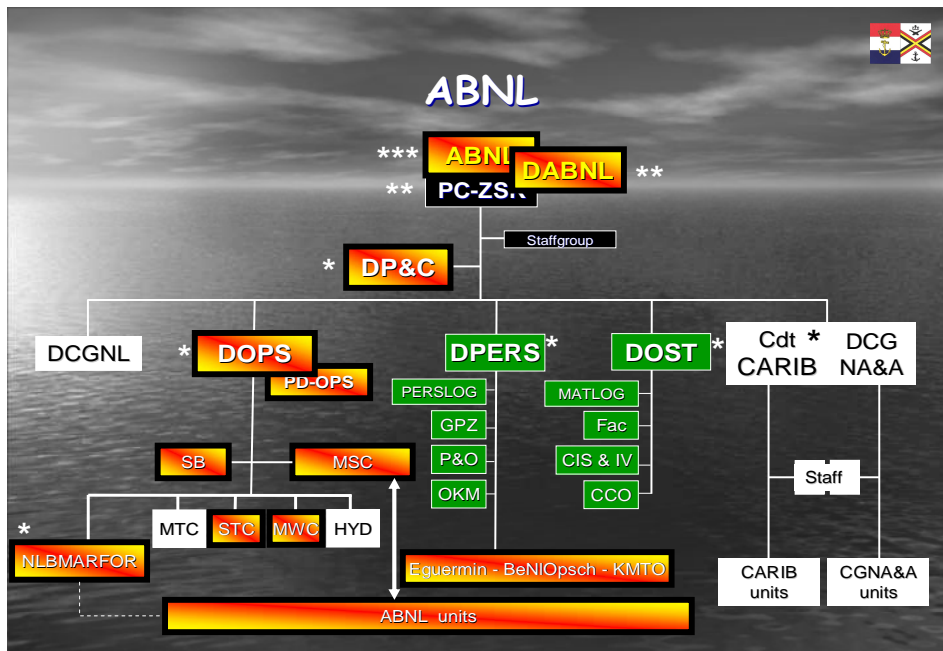 ABNL
*** ABNL
DABNL **
** PC-ZSK
Staffgroup
* DP&C
DCGNL
* DOPS
PD-OPS
DPERS *
DOST *
Cdt * DCG
CARIB NA&A
PERSLOG
MATLOG
GPZ
Fac
SB
MSC
P&O
CIS & IV
Staff
OKM
CCO
*
MTC
STC
MWC
HYD
NLBMARFOR
Eguermin - BeNlOpsch - KMTO
CARIB
units
CGNA&A
units
ABNL units